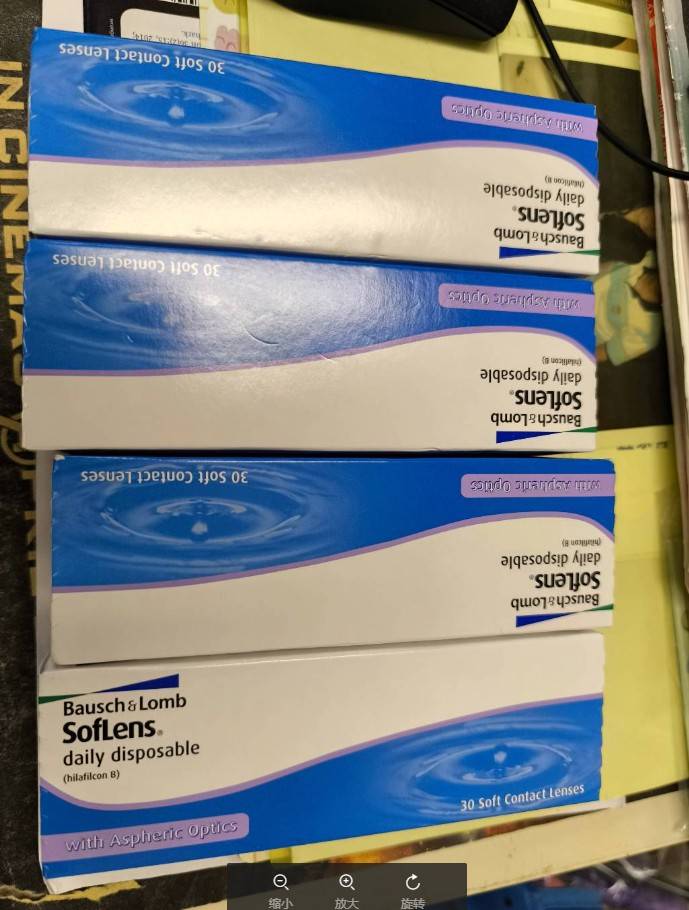 hark.
30 Soft Contact Lenses
with Aspheric Optics
(hilafilcon B)
daily disposable
SofLens®
Bausch & Lomb
30 Soft Contact Lenses
with Aspheric Optics
(hilafilcon B)
daily disposable
SofLens®
Bausch & Lomb
30 Soft Contact Lenses
with Aspheric Optics
(hilafilcon B)
daily disposable
SofLens®
Bausch & Lomb
Bausch & Lomb
SofLens®
daily disposable
(hilafilcon B)
30 Soft Contact Lenses
with Aspheric Optics
IN CINEMAS
缩小
放大
旋转